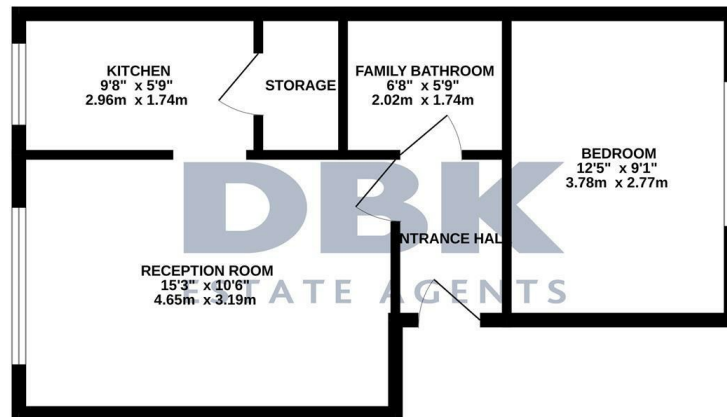 KITCHEN
9'8" x 5'9"
2.96m x 1.74m
STORAGE
FAMILY BATHROOM
6'8" x 5'9"
2.02m x 1.74m
BEDROOM
12'5" x 9'1"
3.78m x 2.77m
DBK
ENTRANCE HALL
RECEPTION ROOM
15'3" x 10'6"
4.65m x 3.19m
ESTATE AGENTS